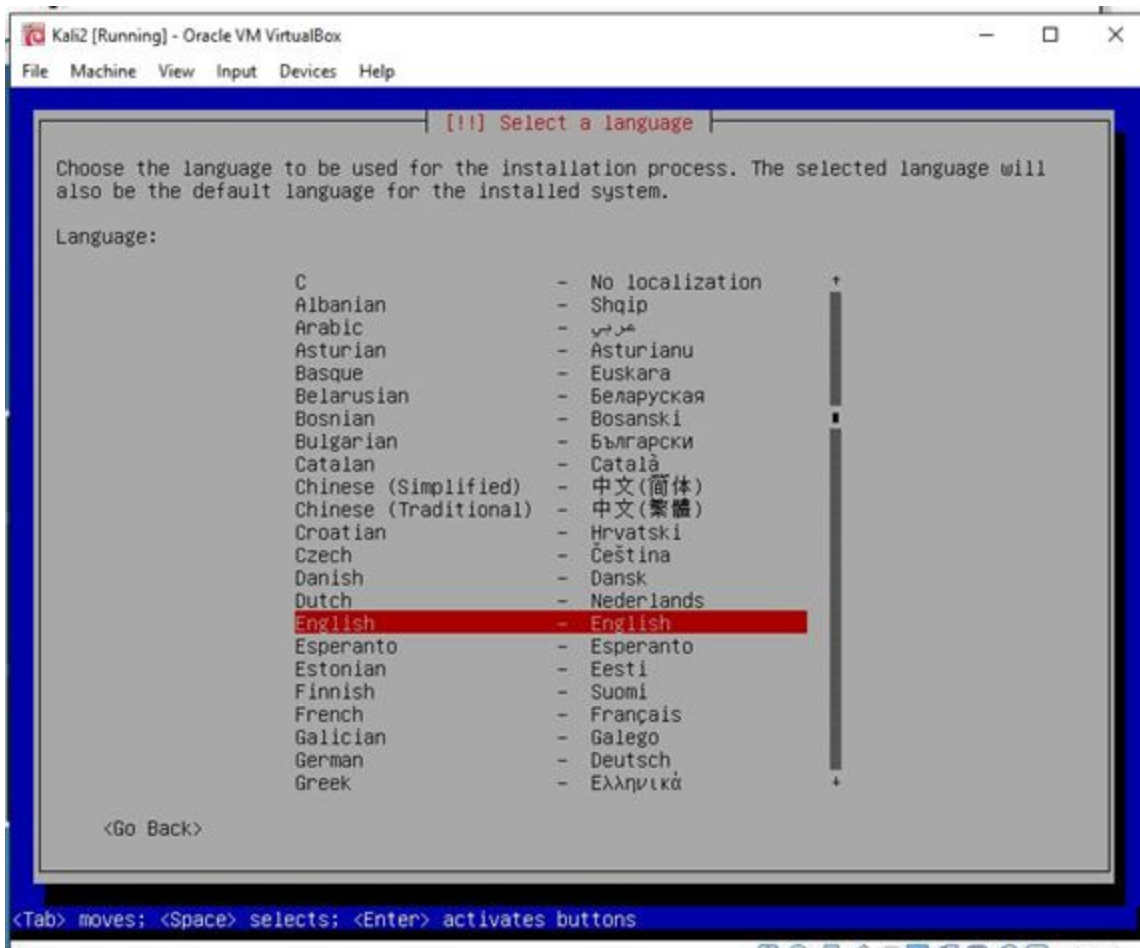 Kali2 [Running] - Oracle VM VirtualBox
File Machine View Input Devices Help
[!!] Select a language
Choose the language to be used for the installation process. The selected language will
also be the default language for the installed system.
Language:
C - No localization
Albanian - Shqip
Arabic - عربي
Asturian - Asturianu
Basque - Euskara
Belarusian - Беларуская
Bosnian - Bosanski
Bulgarian - Български
Catalan - Català
Chinese (Simplified) - 中文(简体)
Chinese (Traditional) - 中文(繁體)
Croatian - Hrvatski
Czech - Čeština
Danish - Dansk
Dutch - Nederlands
English - English
Esperanto - Esperanto
Estonian - Eesti
Finnish - Suomi
French - Français
Galician - Galego
German - Deutsch
Greek - Ελληνικά
<Go Back>
<Tab> moves; <Space> selects; <Enter> activates buttons